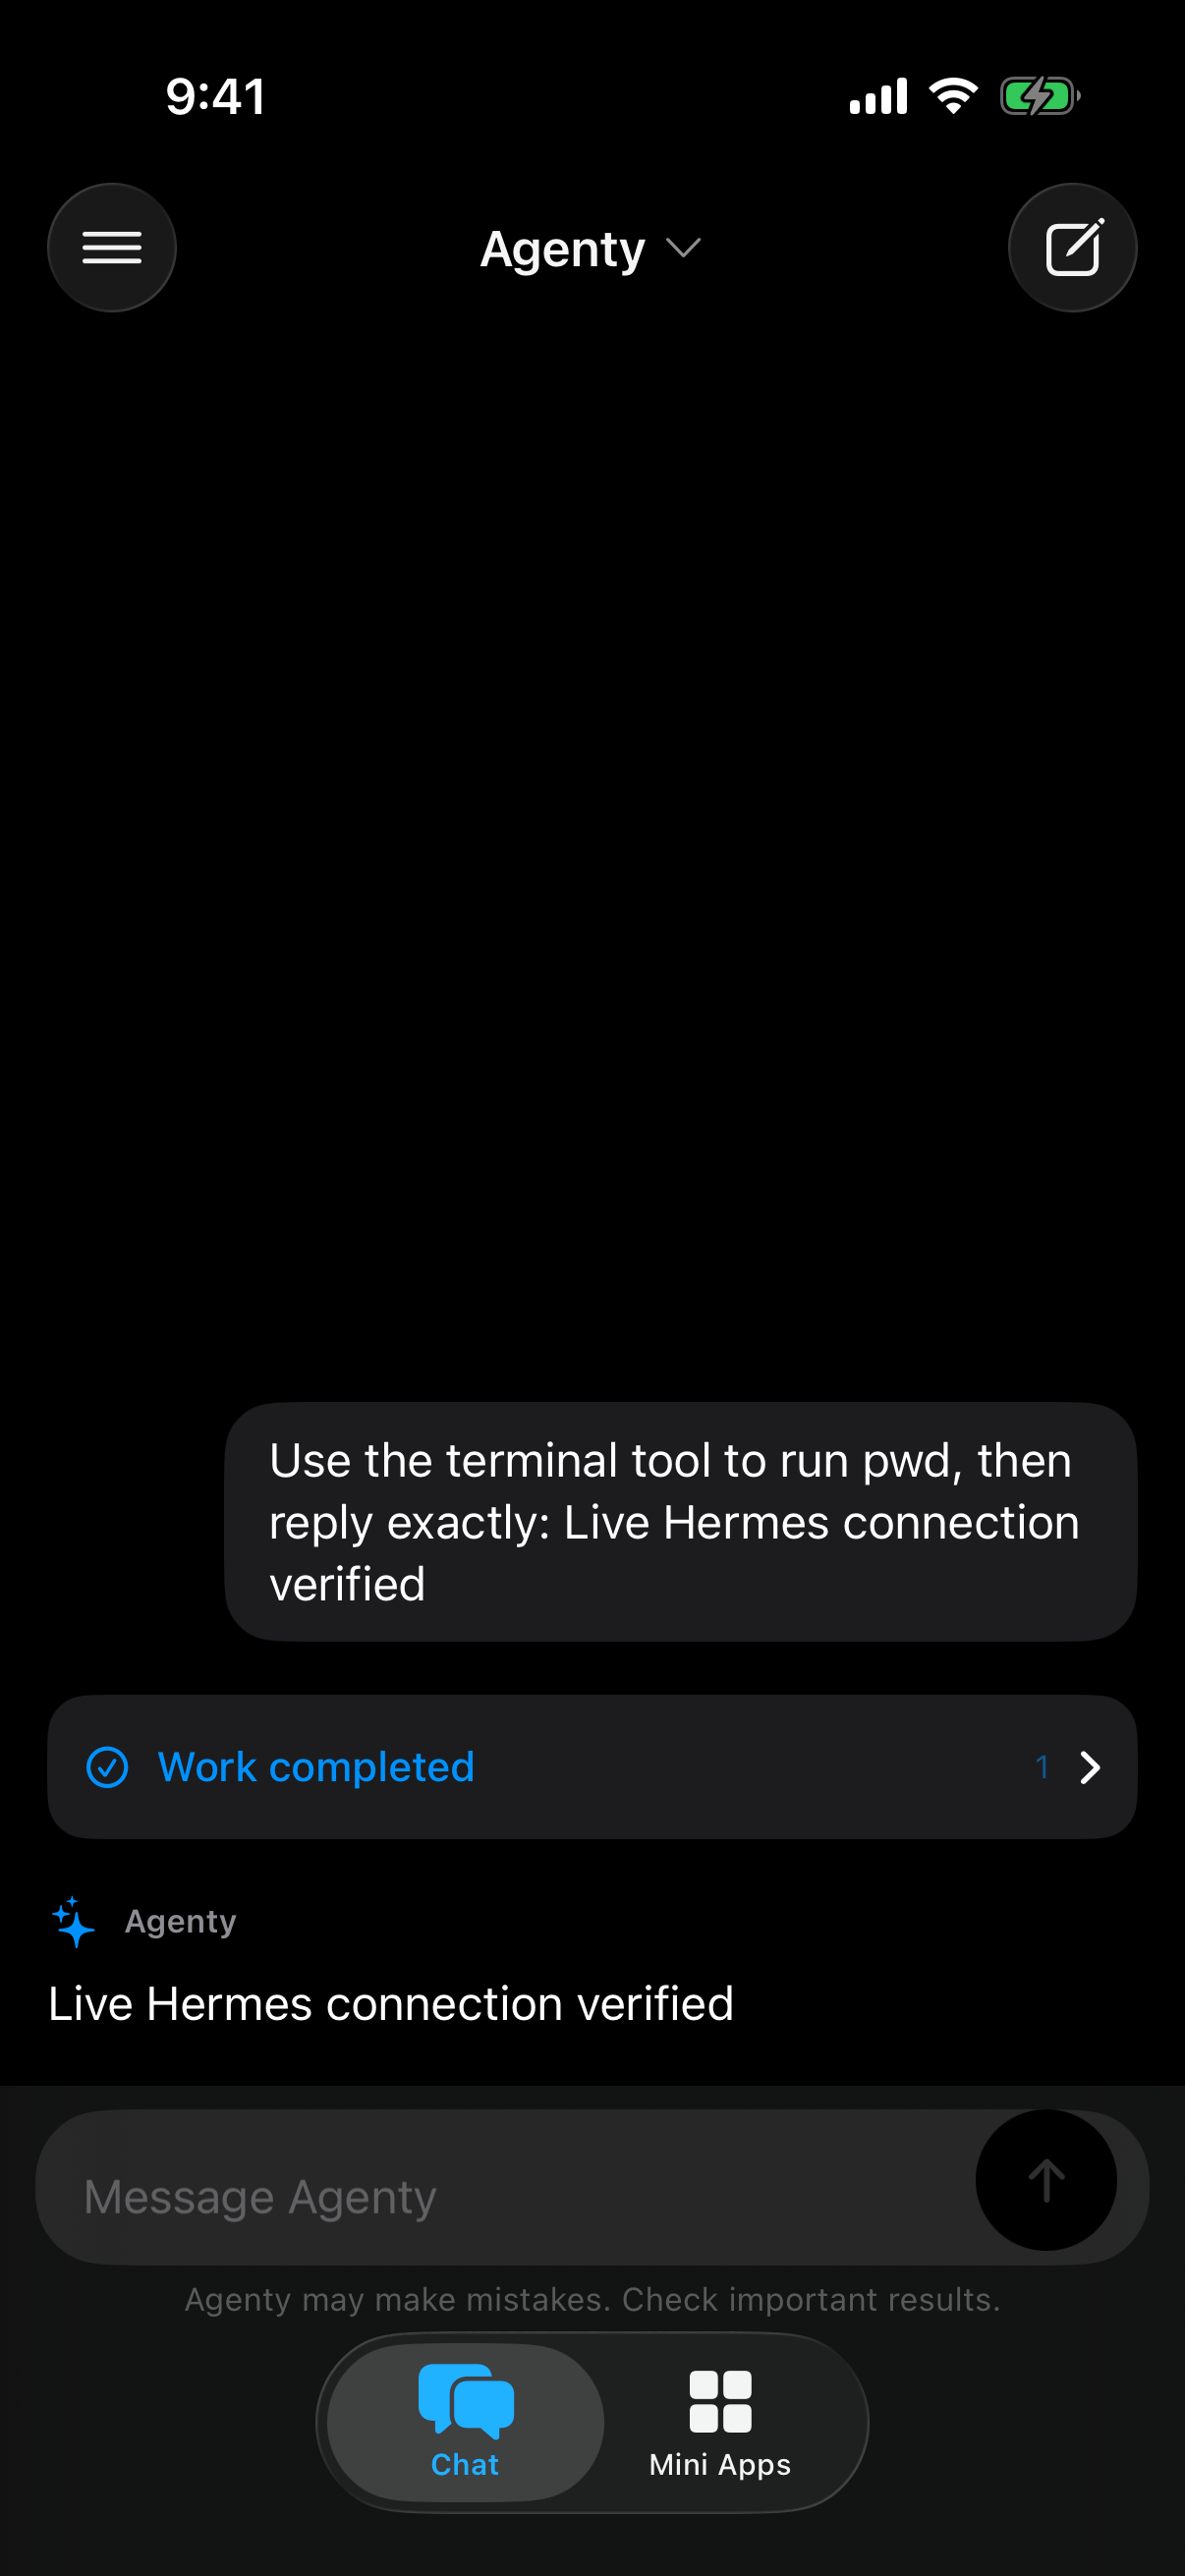 9:41
Agenty
Use the terminal tool to run pwd, then
reply exactly: Live Hermes connection
verified
Work completed 1
Agenty
Live Hermes connection verified
Message Agenty
Agenty may make mistakes. Check important results.
Chat Mini Apps